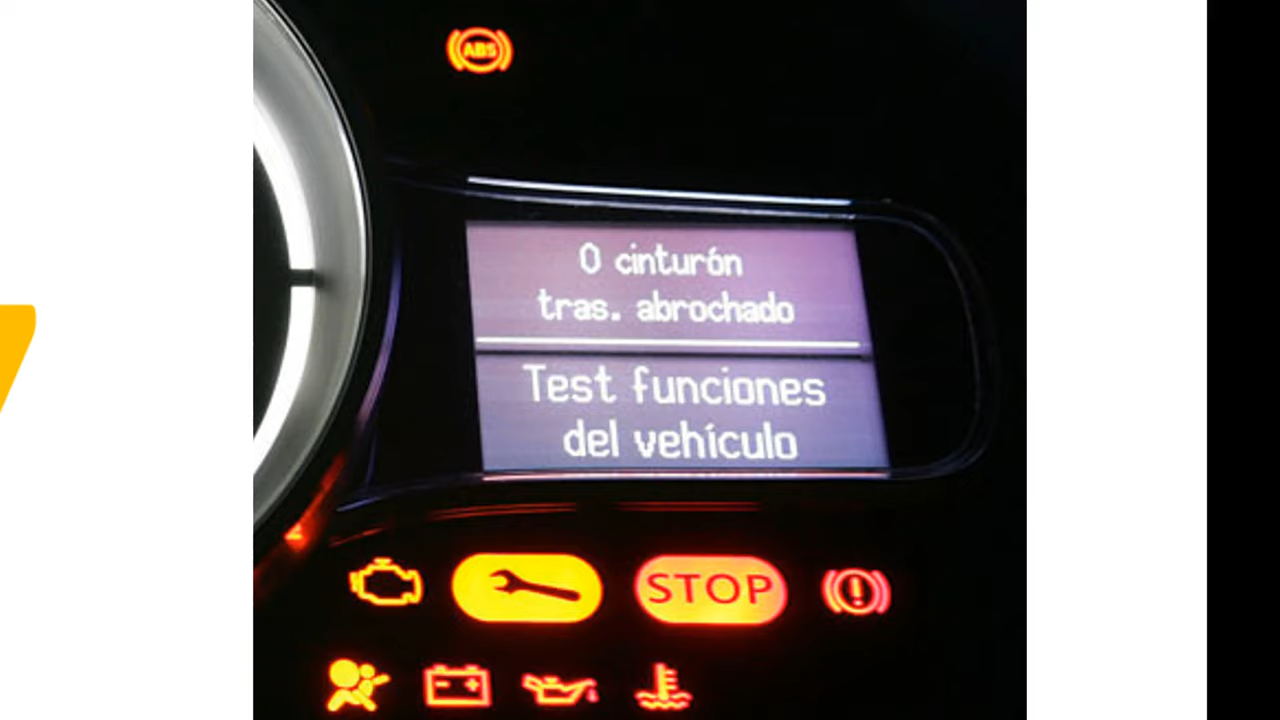 ABS
0 cinturón
tras. abrochado
Test funciones
del vehículo
STOP